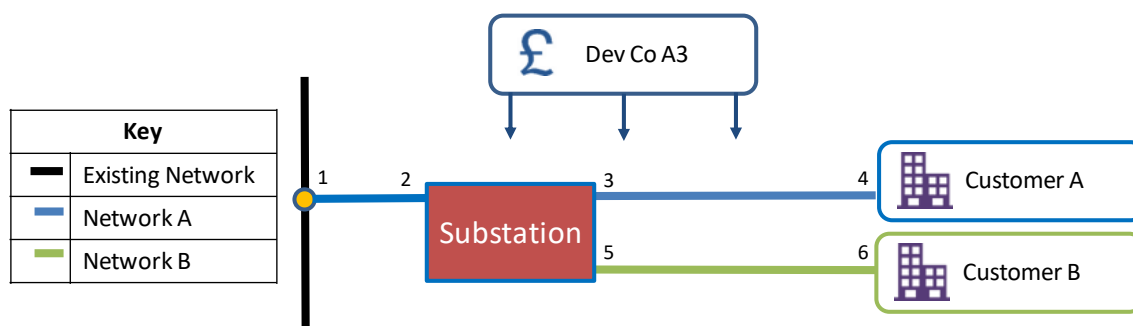 £
Dev Co A3
Key
Existing Network
Network A
Network B
1
2
3
4
Customer A
Substation
5
6
Customer B